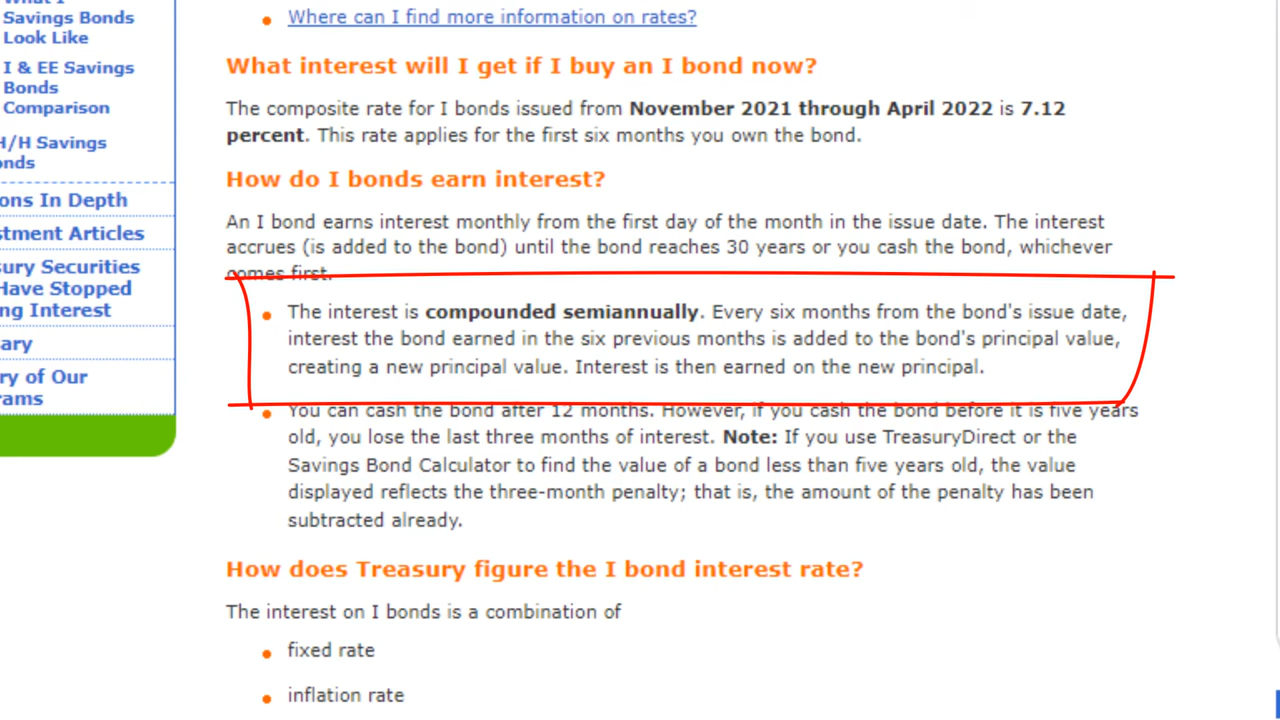 Savings Bonds
Look Like
I & EE Savings
Bonds
Comparison
H/H Savings
onds
ons In Depth
stment Articles
sury Securities
Have Stopped
ng Interest
sary
ry of Our
rams
Where can I find more information on rates?
What interest will I get if I buy an I bond now?
The composite rate for I bonds issued from November 2021 through April 2022 is 7.12
percent. This rate applies for the first six months you own the bond.
How do I bonds earn interest?
An I bond earns interest monthly from the first day of the month in the issue date. The interest
accrues (is added to the bond) until the bond reaches 30 years or you cash the bond, whichever
comes first.
The interest is compounded semiannually. Every six months from the bond's issue date,
interest the bond earned in the six previous months is added to the bond's principal value,
creating a new principal value. Interest is then earned on the new principal.
You can cash the bond after 12 months. However, if you cash the bond before it is five years
old, you lose the last three months of interest. Note: If you use TreasuryDirect or the
Savings Bond Calculator to find the value of a bond less than five years old, the value
displayed reflects the three-month penalty; that is, the amount of the penalty has been
subtracted already.
How does Treasury figure the I bond interest rate?
The interest on I bonds is a combination of
fixed rate
inflation rate